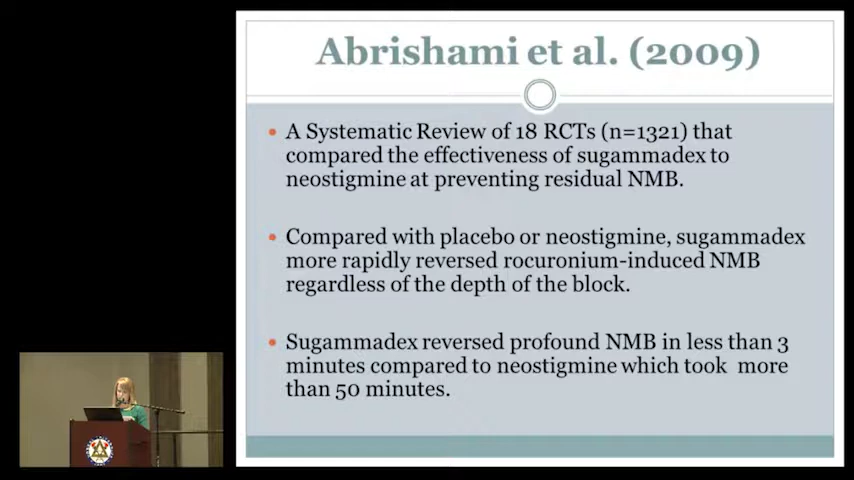 Abrishami et al. (2009)
A Systematic Review of 18 RCTs (n=1321) that
compared the effectiveness of sugammadex to
neostigmine at preventing residual NMB.
Compared with placebo or neostigmine, sugammadex
more rapidly reversed rocuronium-induced NMB
regardless of the depth of the block.
Sugammadex reversed profound NMB in less than 3
minutes compared to neostigmine which took more
than 50 minutes.